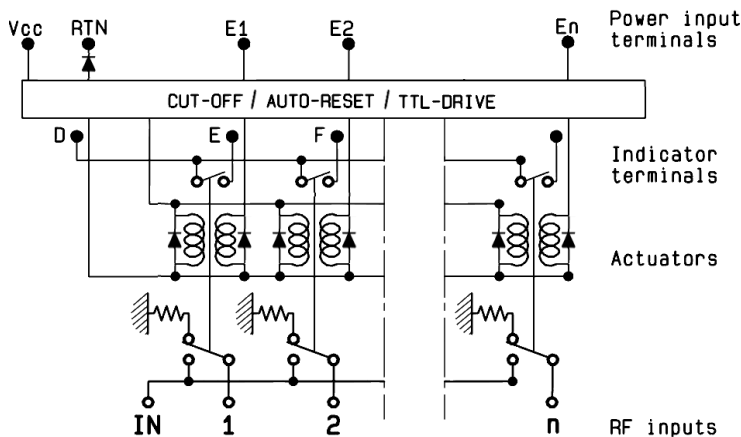 Vcc RTN E1 E2 En Power input
terminals
CUT-OFF / AUTO-RESET / TTL-DRIVE
D E F Indicator
terminals
Actuators
IN 1 2 n RF inputs